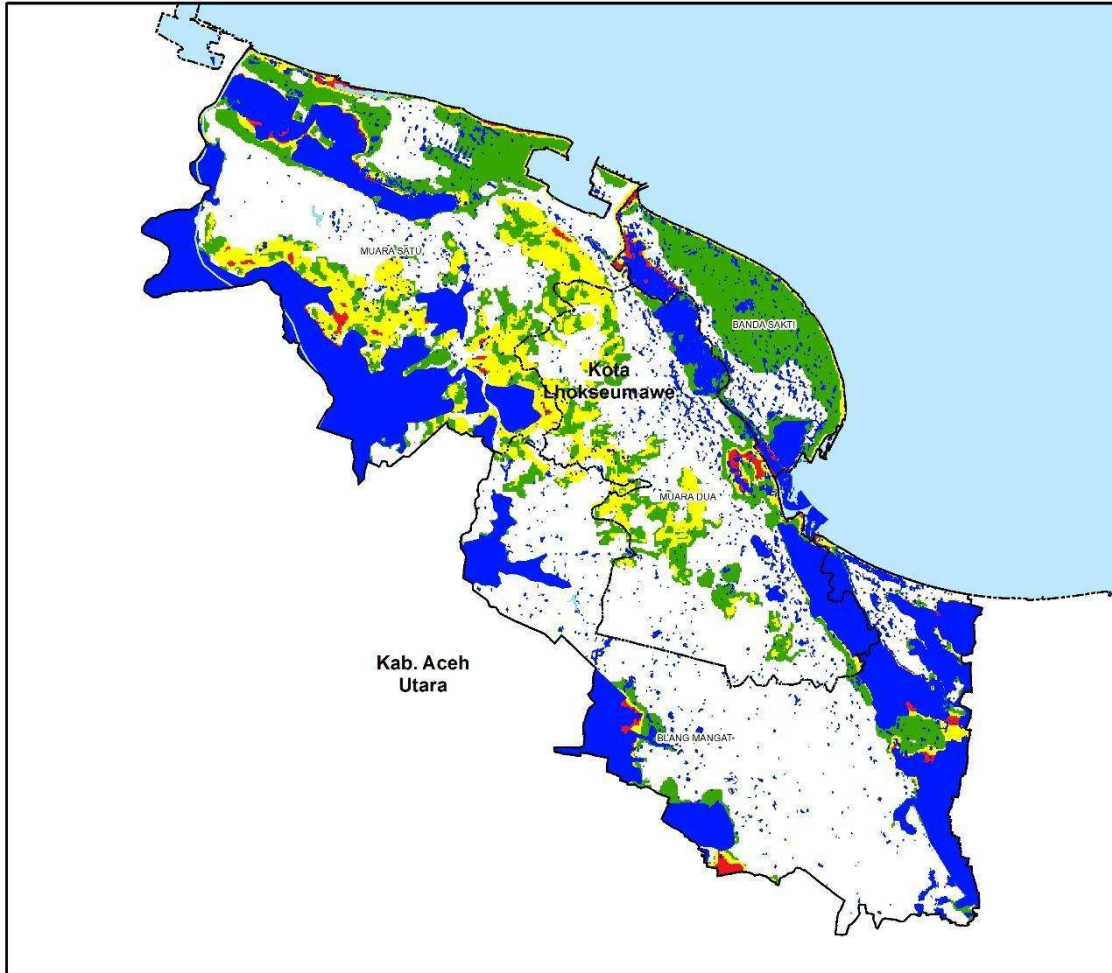 MUARA SATU
BANDA SAKTI
Kota
Lhokseumawe
MUARA DUA
Kab. Aceh
Utara
BLANG MANGAT